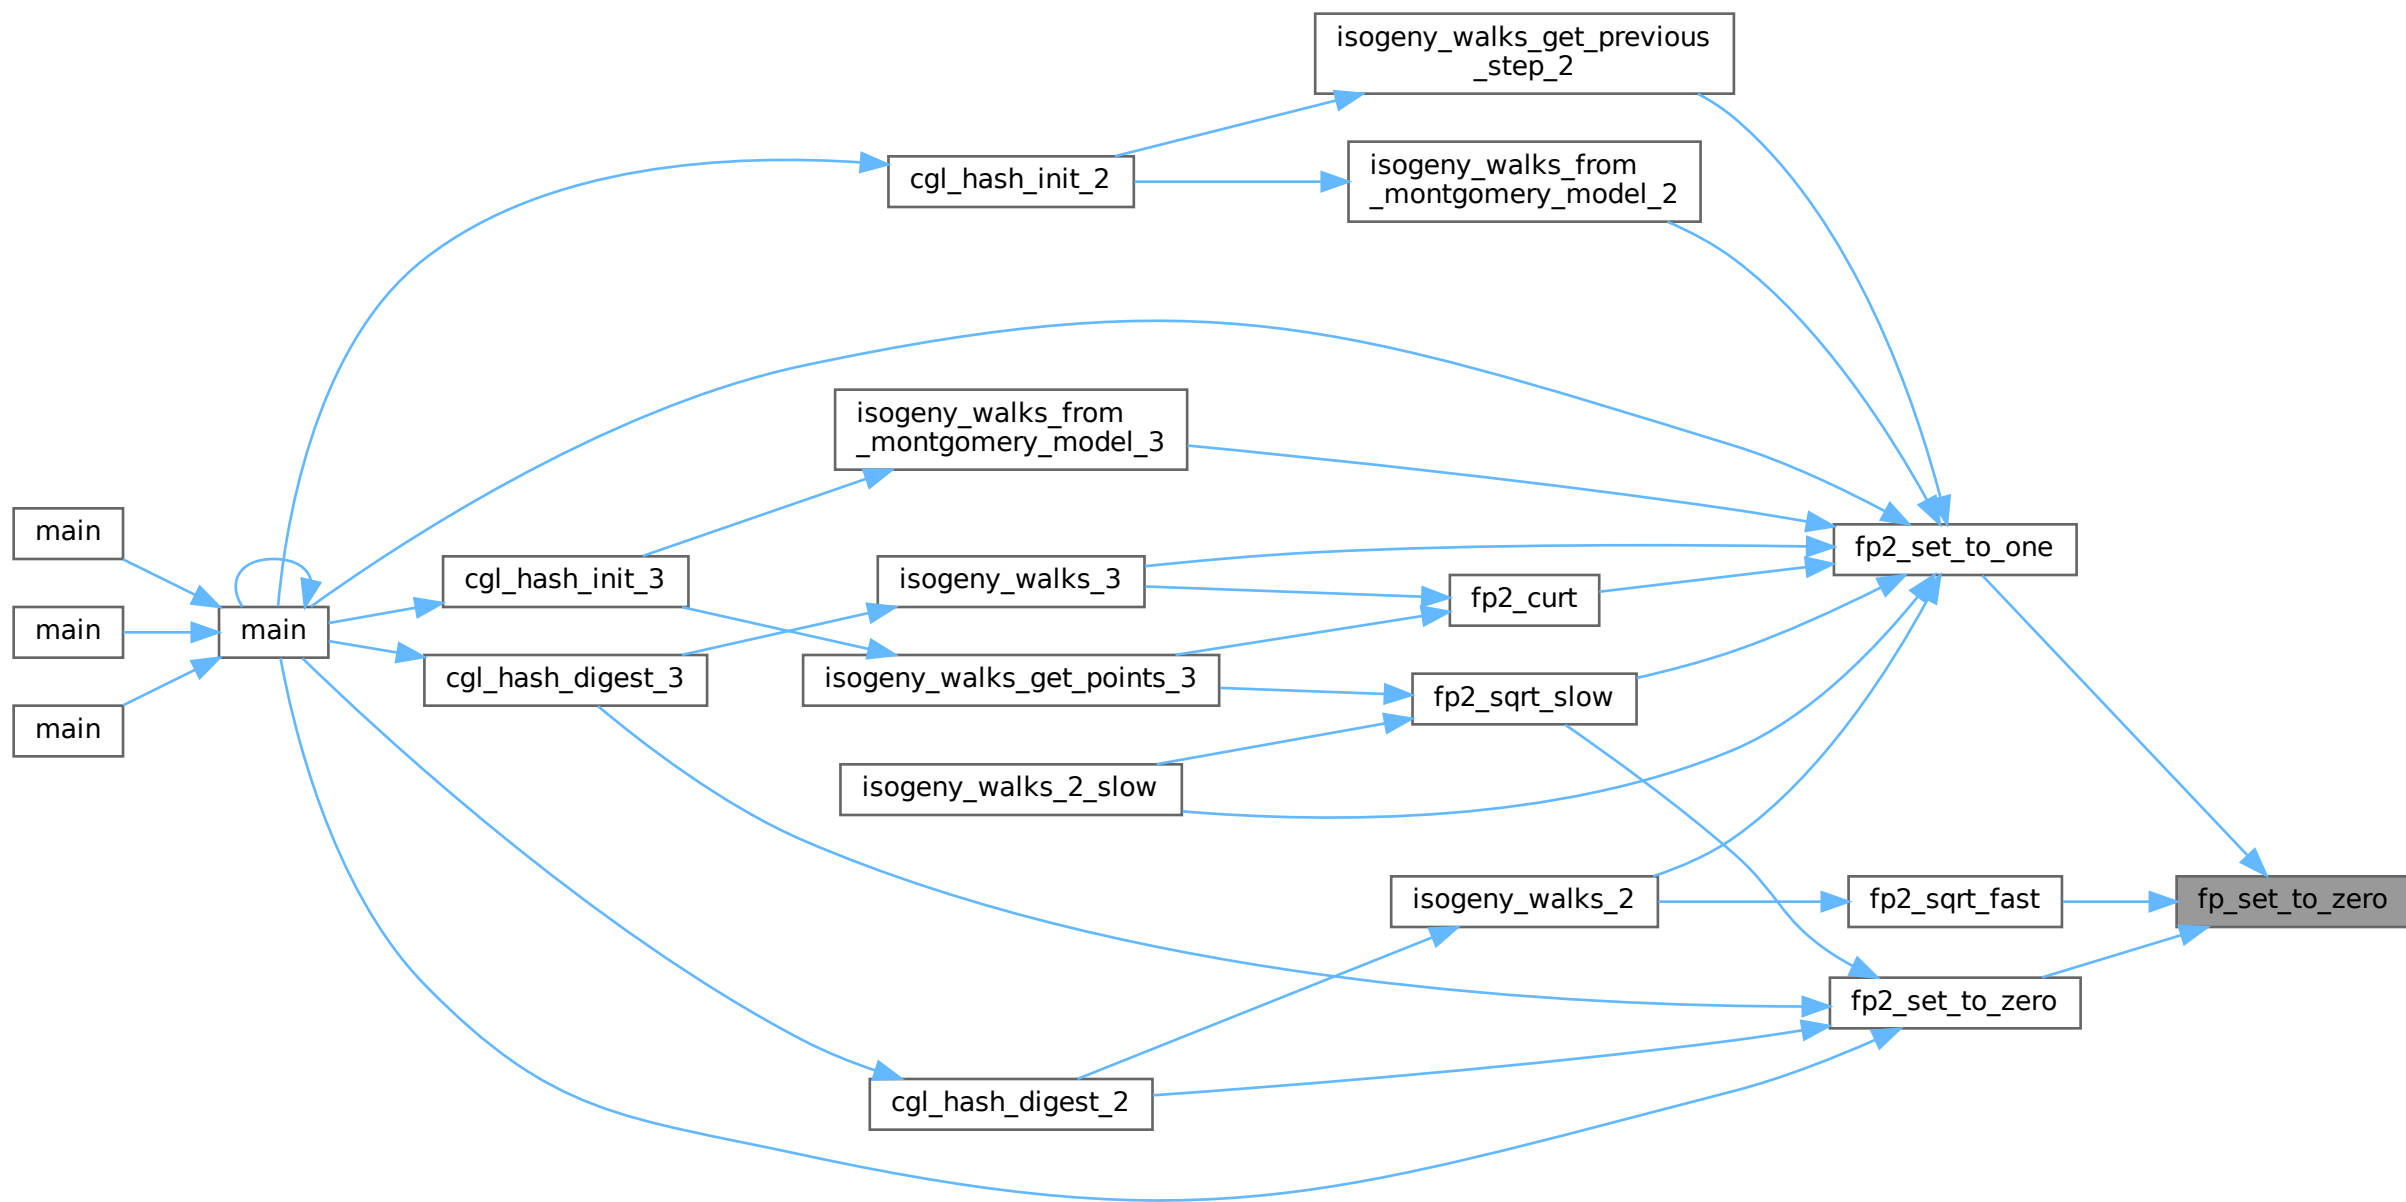 isogeny_walks_get_previous
_step_2
isogeny_walks_from
_montgomery_model_2
cgl_hash_init_2
isogeny_walks_from
_montgomery_model_3
main
fp2_set_to_one
cgl_hash_init_3
isogeny_walks_3
fp2_curt
main
main
cgl_hash_digest_3
isogeny_walks_get_points_3
fp2_sqrt_slow
main
isogeny_walks_2_slow
isogeny_walks_2
fp2_sqrt_fast
fp_set_to_zero
fp2_set_to_zero
cgl_hash_digest_2